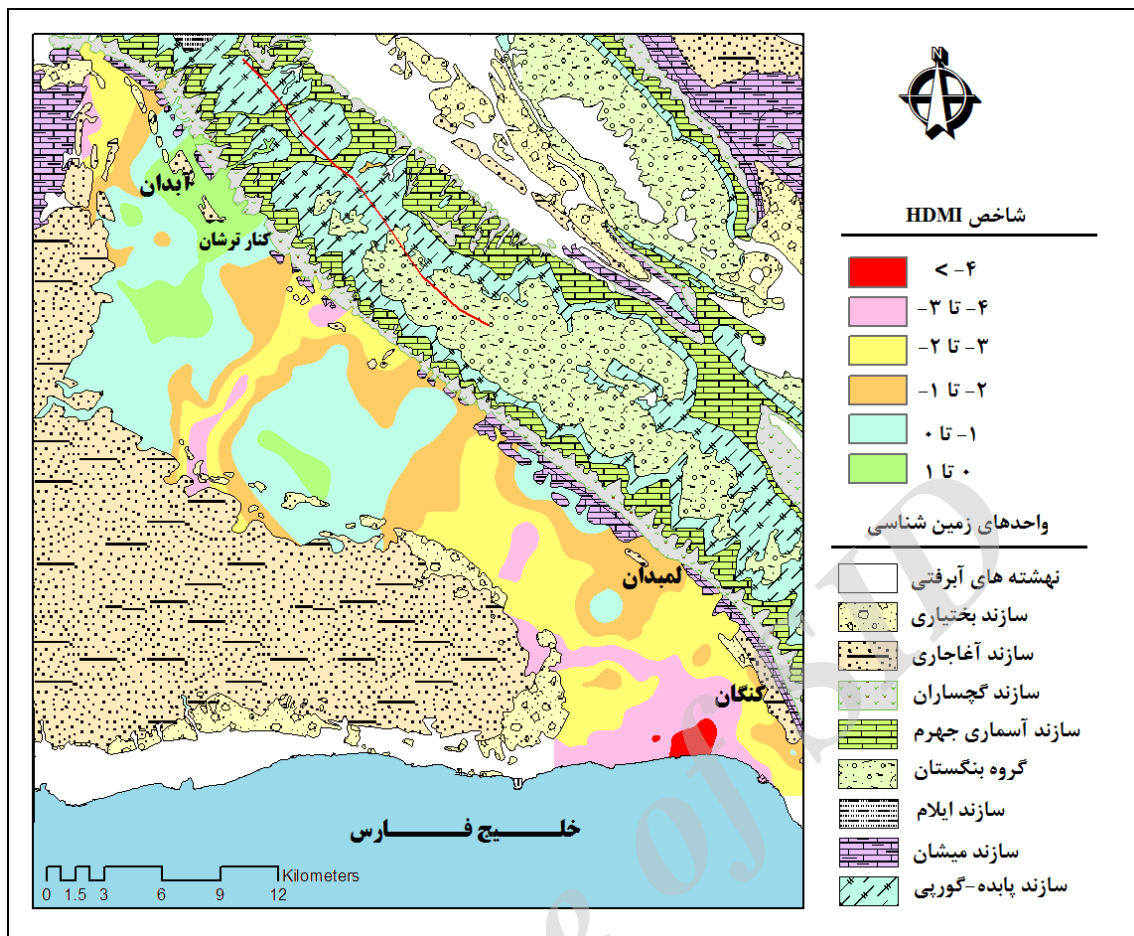 N
شاخص HDMI
< -۴
-۳ تا -۴
-۲ تا -۳
-۱ تا -۲
-۱ تا ۰
۰ تا ۱
واحدهای زمین شناسی
نهشته های آبرفتی
سازند بختیاری
سازند آغاجاری
سازند گچساران
سازند آسماری جهرم
گروه بنگستان
سازند ایلام
سازند میشان
سازند پابده-گورپی
آبدان
کنار ترشان
لمبدان
کنگان
خلیج فارس
Kilometers
0 1.5 3 6 9 12
e of SID